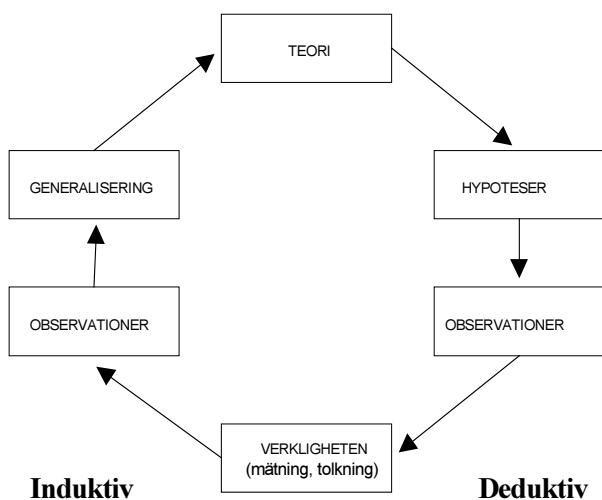 TEORI
GENERALISERING
HYPOTESER
OBSERVATIONER
OBSERVATIONER
VERKLIGHETEN
(mätning, tolkning)
Induktiv
Deduktiv